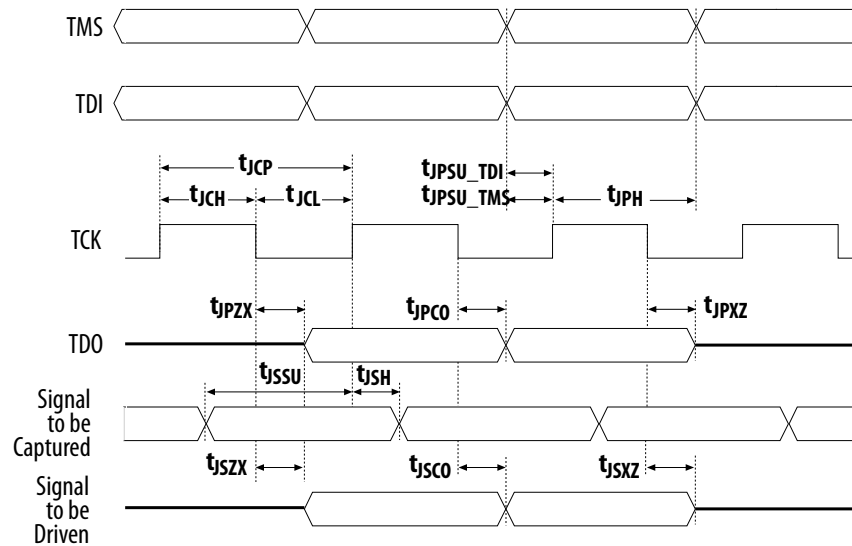 TMS
TDI
tJCP
tJCH
tJCL
tJPSU_TDI
tJPSU_TMS
tJPH
TCK
tJPZX
tJPCO
tJPXZ
TDO
tJSSU
tJSH
Signal
to be
Captured
tJSZX
tJSCO
tJSXZ
Signal
to be
Driven